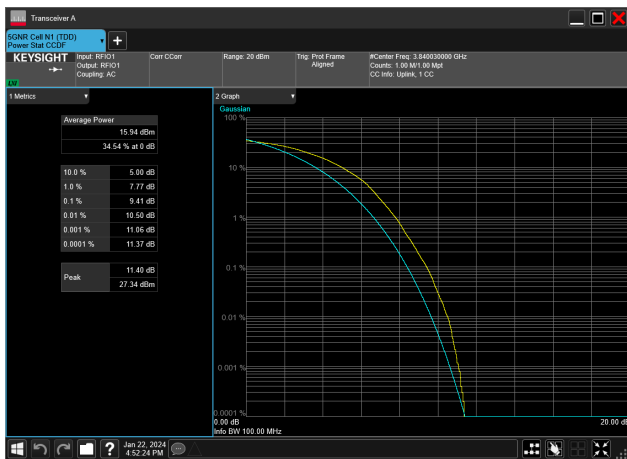 Transceiver A
5GNR Cell N1 (TDD)
Power Stat CCDF
KEYSIGHT
Input: RFIO1
Output: RFIO1
Coupling: AC
Corr CCorr
Range: 20 dBm
Trig: Prot Frame
Aligned
#Center Freq: 3.840030000 GHz
Counts: 1.00 M/1.00 Mpt
CC Info: Uplink, 1 CC
1 Metrics
Average Power
15.94 dBm
34.54 % at 0 dB
10.0 % 5.00 dB
1.0 % 7.77 dB
0.1 % 9.41 dB
0.01 % 10.50 dB
0.001 % 11.06 dB
0.0001 % 11.37 dB
Peak
11.40 dB
27.34 dBm
2 Graph
Gaussian
100 %
10 %
1 %
0.1 %
0.01 %
0.001 %
0.0001 %
0.00 dB
20.00 dB
Info BW 100.00 MHz
Jan 22, 2024
4:52:24 PM